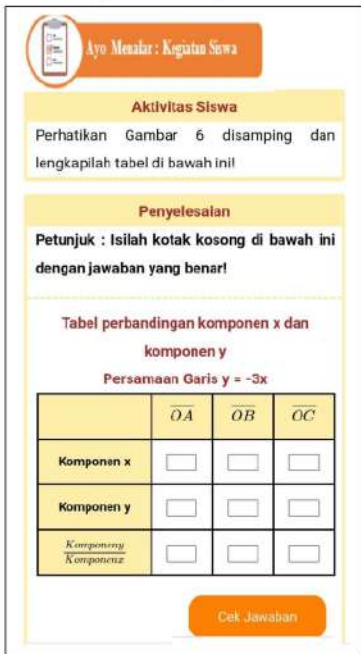 Ayo Menalar : Kegiatan Siswa
Aktivitas Siswa
Perhatikan Gambar 6 disamping dan
lengkapilah tabel di bawah ini!
Penyelesaian
Petunjuk : Isilah kotak kosong di bawah ini
dengan jawaban yang benar!
Tabel perbandingan komponen x dan
komponen y
Persamaan Garis y = -3x
OA OB OC
Komponen x
Komponen y
Komponeny
Komponenx
Cek Jawaban